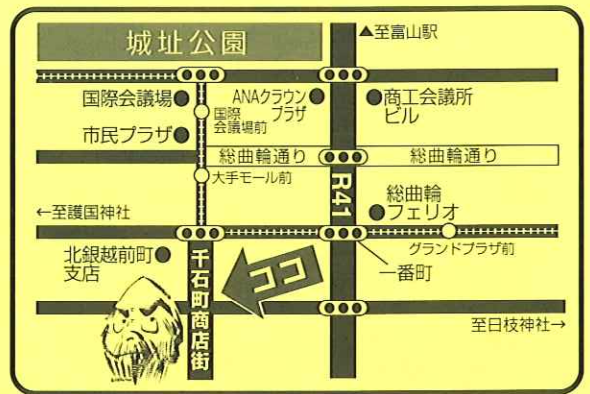 城址公園
▲至富山駅
国際会議場
国際
会議場前
ANAクラウン
プラザ
商工会議所
ビル
市民プラザ
総曲輪通り
総曲輪通り
大手モール前
R41
総曲輪
フェリオ
←至護国神社
グランドプラザ前
北銀越前町
支店
千石町商店街
ココ
一番町
至日枝神社→